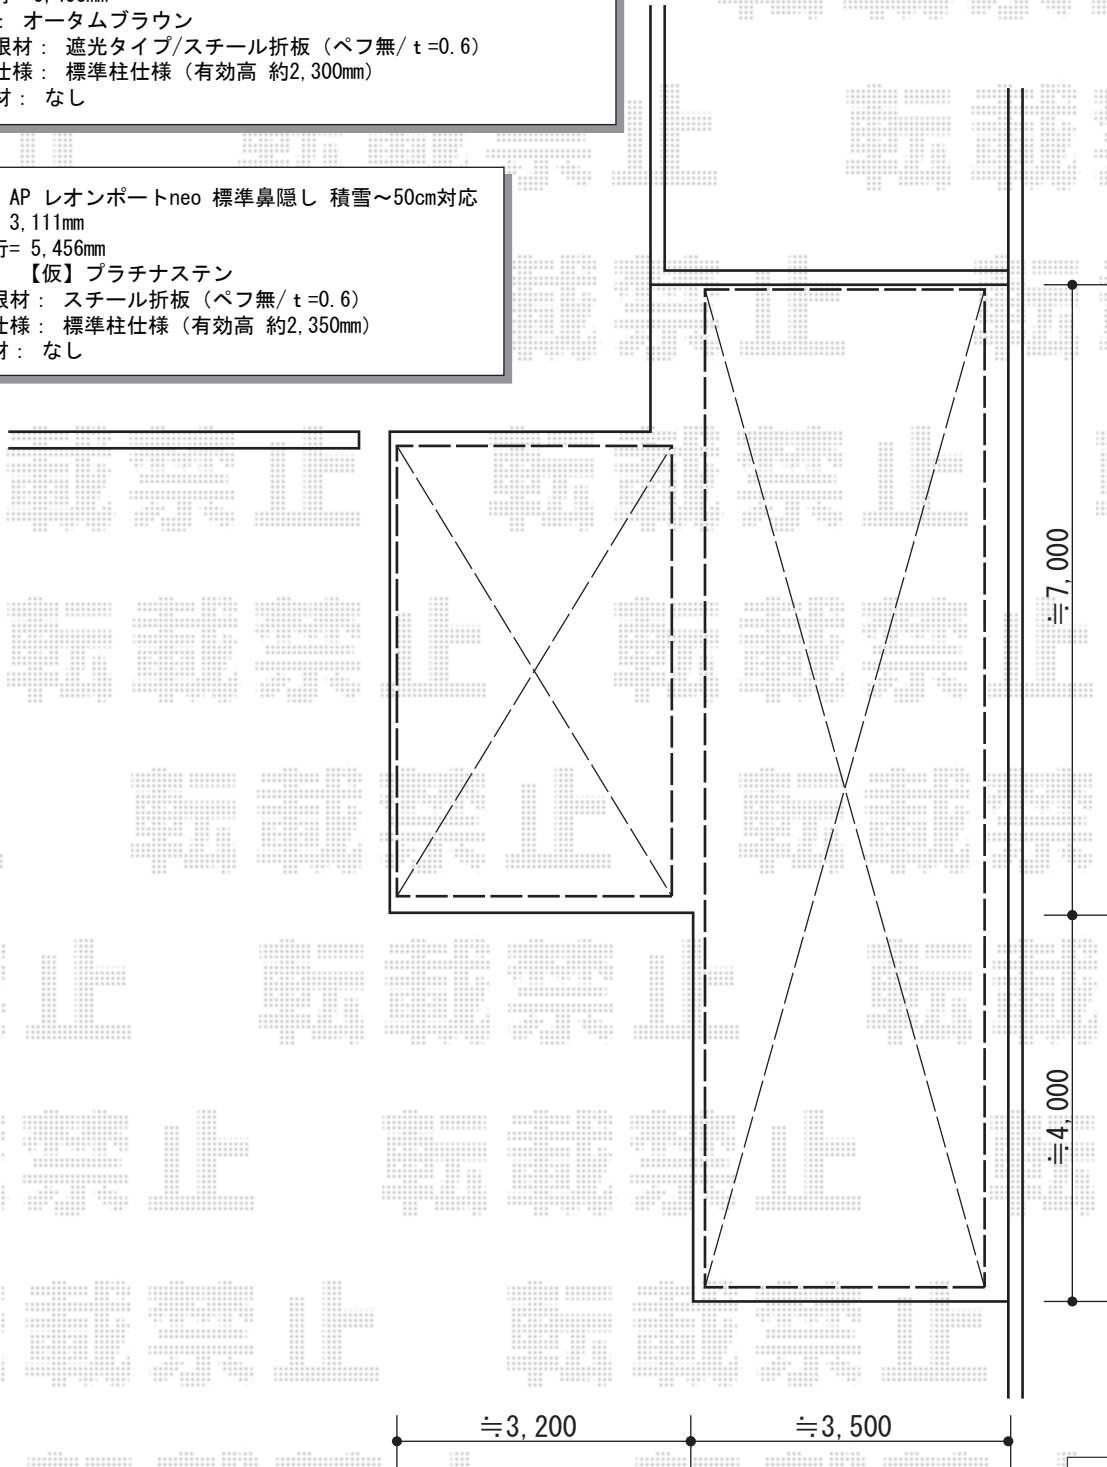 ： オータムブラウン
根材： 遮光タイプ/スチール折板（ペフ無/ｔ=0.6）
仕様： 標準柱仕様（有効高 約2,300mm）
材： なし
AP レオンポートneo 標準鼻隠し 積雪～50cm対応
3,111mm
行= 5,456mm
【仮】プラチナステン
根材： スチール折板（ペフ無/ｔ=0.6）
仕様： 標準柱仕様（有効高 約2,350mm）
材： なし
≒7,000
≒4,000
≒3,200
≒3,500
転載禁止